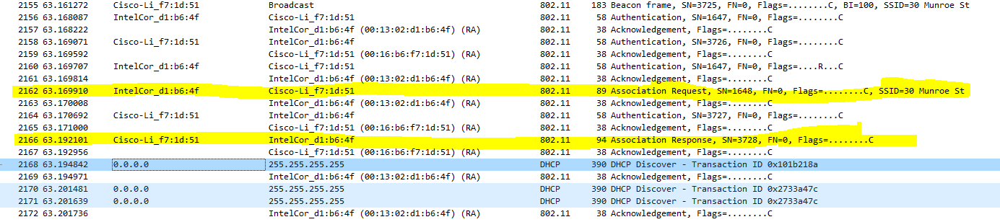 2155 63.161272 Cisco-Li_f7:1d:51 Broadcast 802.11 183 Beacon frame, SN=3725, FN=0, Flags=........C, BI=100, SSID=30 Munroe St
2156 63.168087 IntelCor_d1:b6:4f Cisco-Li_f7:1d:51 802.11 58 Authentication, SN=1647, FN=0, Flags=........C
2157 63.168222 IntelCor_d1:b6:4f (00:13:02:d1:b6:4f) (RA) 802.11 38 Acknowledgement, Flags=........C
2158 63.169071 Cisco-Li_f7:1d:51 IntelCor_d1:b6:4f 802.11 58 Authentication, SN=3726, FN=0, Flags=........C
2159 63.169592 Cisco-Li_f7:1d:51 (00:16:b6:f7:1d:51) (RA) 802.11 38 Acknowledgement, Flags=........C
2160 63.169707 IntelCor_d1:b6:4f Cisco-Li_f7:1d:51 802.11 58 Authentication, SN=1647, FN=0, Flags=....R...C
2161 63.169814 IntelCor_d1:b6:4f (00:13:02:d1:b6:4f) (RA) 802.11 38 Acknowledgement, Flags=........C
2162 63.169910 IntelCor_d1:b6:4f Cisco-Li_f7:1d:51 802.11 89 Association Request, SN=1648, FN=0, Flags=........C, SSID=30 Munroe St
2163 63.170008 IntelCor_d1:b6:4f (00:13:02:d1:b6:4f) (RA) 802.11 38 Acknowledgement, Flags=........C
2164 63.170692 Cisco-Li_f7:1d:51 IntelCor_d1:b6:4f 802.11 58 Authentication, SN=3727, FN=0, Flags=........C
2165 63.171000 Cisco-Li_f7:1d:51 (00:16:b6:f7:1d:51) (RA) 802.11 38 Acknowledgement, Flags=........C
2166 63.192101 Cisco-Li_f7:1d:51 IntelCor_d1:b6:4f 802.11 94 Association Response, SN=3728, FN=0, Flags=........C
2167 63.192956 Cisco-Li_f7:1d:51 (00:16:b6:f7:1d:51) (RA) 802.11 38 Acknowledgement, Flags=........C
2168 63.194842 0.0.0.0 255.255.255.255 DHCP 390 DHCP Discover - Transaction ID 0x101b218a
2169 63.194971 IntelCor_d1:b6:4f (00:13:02:d1:b6:4f) (RA) 802.11 38 Acknowledgement, Flags=........C
2170 63.201481 0.0.0.0 255.255.255.255 DHCP 390 DHCP Discover - Transaction ID 0x2733a47c
2171 63.201639 0.0.0.0 255.255.255.255 DHCP 390 DHCP Discover - Transaction ID 0x2733a47c
2172 63.201736 IntelCor_d1:b6:4f (00:13:02:d1:b6:4f) (RA) 802.11 38 Acknowledgement, Flags=........C